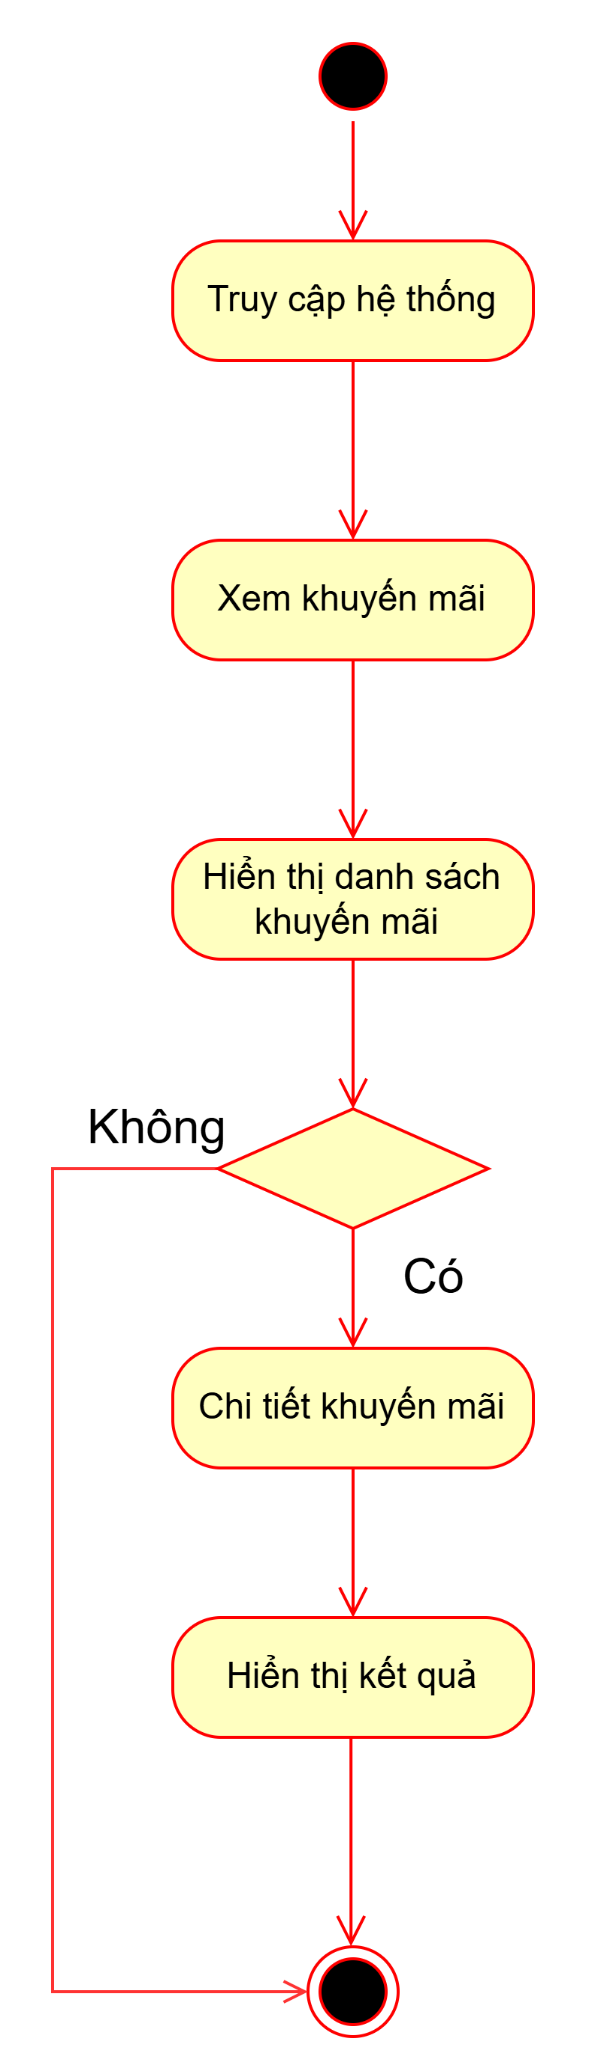 Truy cập hệ thống
Xem khuyến mãi
Hiển thị danh sách
khuyến mãi
Không
Có
Chi tiết khuyến mãi
Hiển thị kết quả